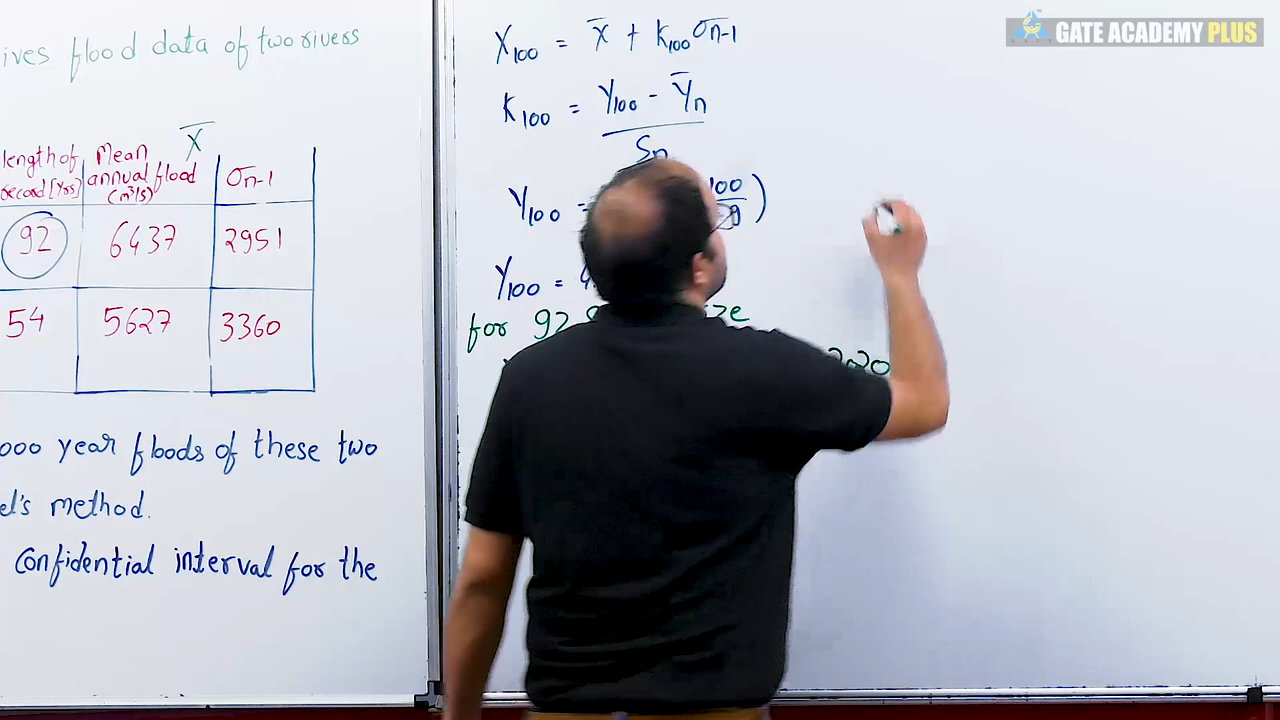 ives flood data of two rivers
X̄
length of
record [Yrs]
Mean
annual flood
(m³/s)
σn-1
92
6437
2951
54
5627
3360
000 year floods of these two
el's method.
Confidential interval for the
X100 = x̄ + K100 σn-1
K100 = Y100 - Ȳn
Sn
Y100 =
100
)
Y100 =
for 92
GATE ACADEMY PLUS